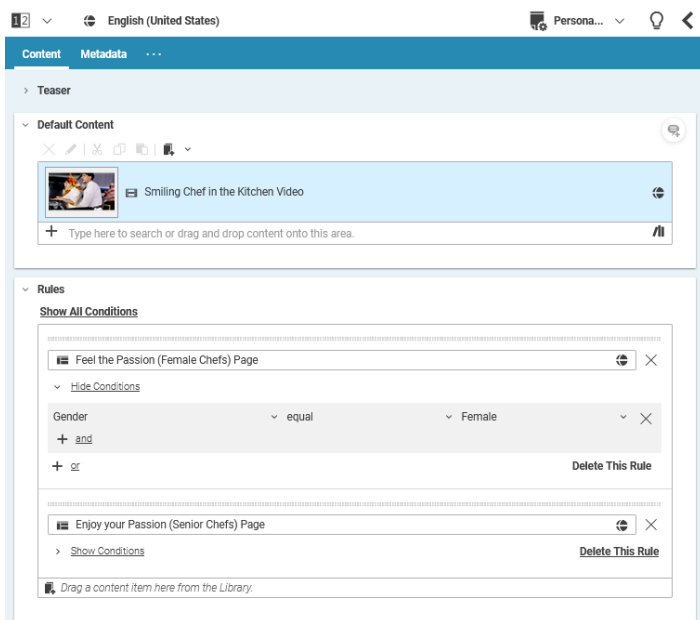 12 English (United States) Persona...
Content Metadata ...
Teaser
Default Content
Smiling Chef in the Kitchen Video
Type here to search or drag and drop content onto this area.
Rules
Show All Conditions
Feel the Passion (Female Chefs) Page
Hide Conditions
Gender equal Female
and
or Delete This Rule
Enjoy your Passion (Senior Chefs) Page
Show Conditions Delete This Rule
Drag a content item here from the Library.